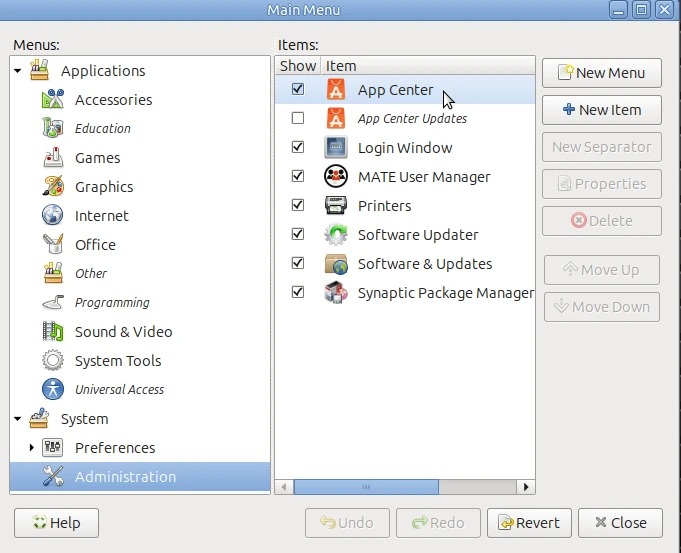 Main Menu
Menus:
Applications
Accessories
Education
Games
Graphics
Internet
Office
Other
Programming
Sound & Video
System Tools
Universal Access
System
Preferences
Administration
Items:
Show Item
App Center
App Center Updates
Login Window
MATE User Manager
Printers
Software Updater
Software & Updates
Synaptic Package Manager
New Menu
New Item
New Separator
Properties
Delete
Move Up
Move Down
Help
Undo
Redo
Revert
Close